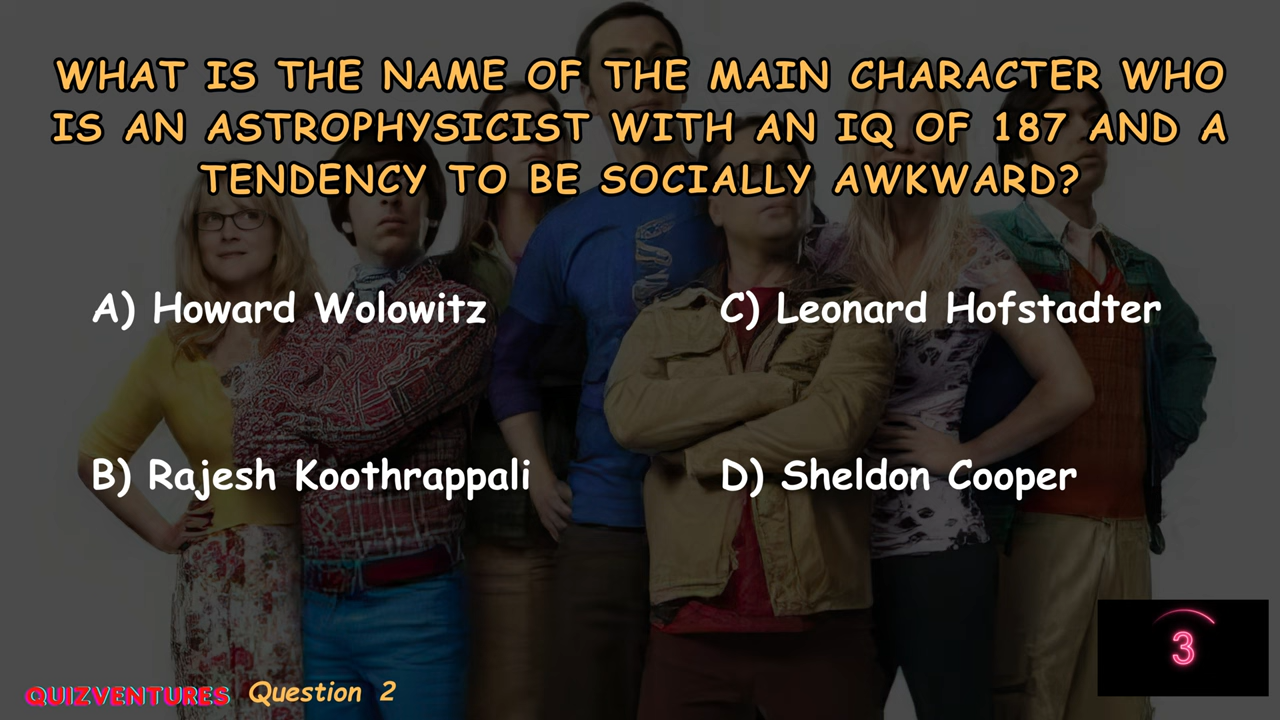 WHAT IS THE NAME OF THE MAIN CHARACTER WHO
IS AN ASTROPHYSICIST WITH AN IQ OF 187 AND A
TENDENCY TO BE SOCIALLY AWKWARD?
A) Howard Wolowitz
C) Leonard Hofstadter
B) Rajesh Koothrappali
D) Sheldon Cooper
3
QUIZVENTURES Question 2